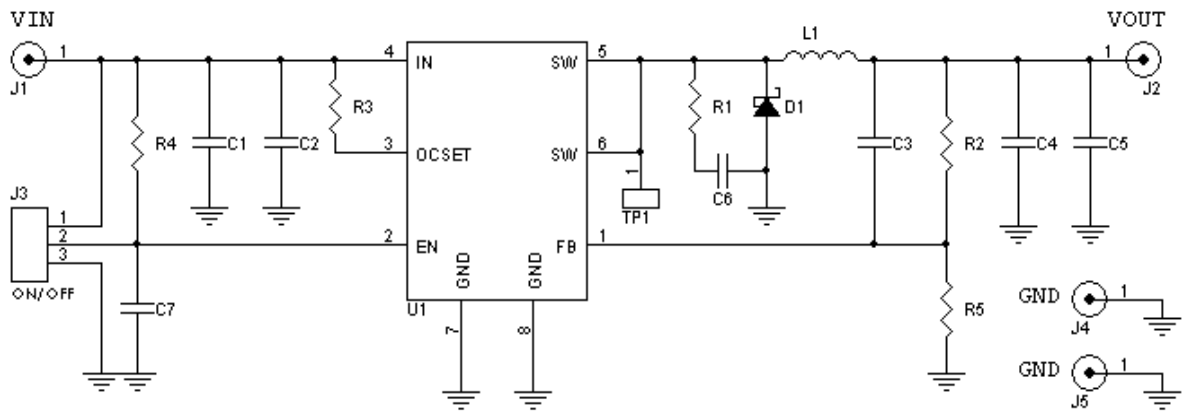 VIN
VOUT
J1
1
4
IN
SW
5
L1
1
J2
R3
R1
D1
R4
C1
C2
3
OCSET
SW
6
1
TP1
C6
C3
R2
C4
C5
J3
1
2
3
ON/OFF
2
EN
FB
1
GND
GND
U1
C7
7
8
R5
GND
1
J4
GND
1
J5